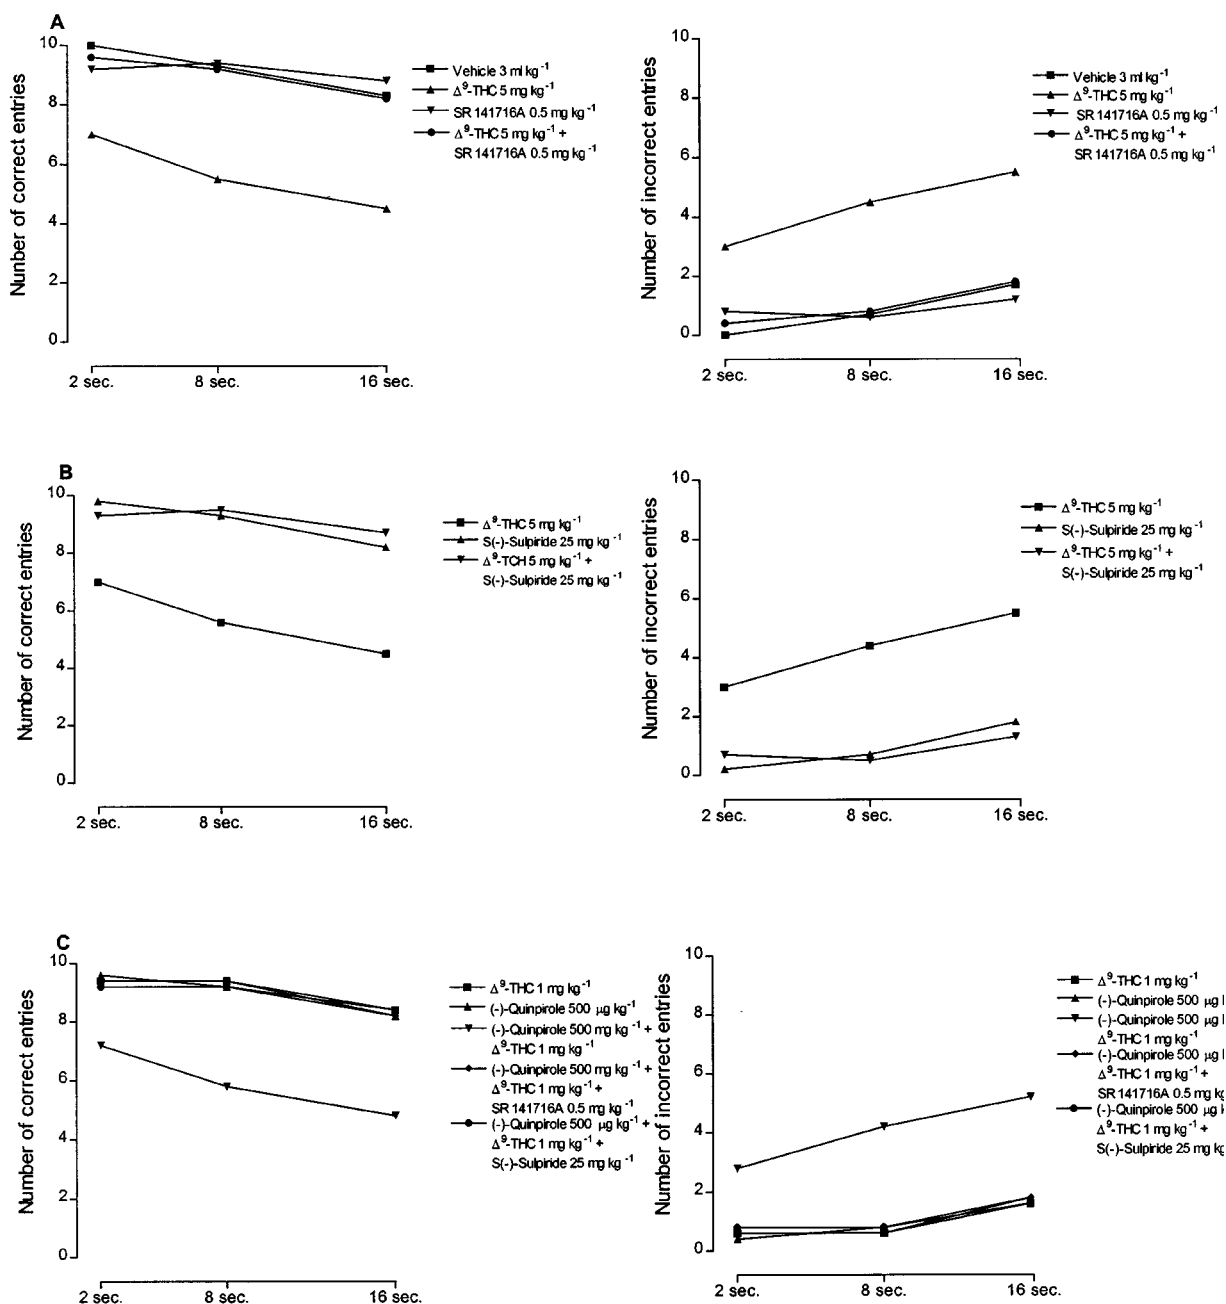 A
Nunber of correct entries
10
8
6
4
2
0
2 sec.
8 sec.
16 sec.
Vehicle 3 ml kg⁻¹
Δ⁹-THC 5 mg kg⁻¹
SR 141716A 0.5 mg kg⁻¹
Δ⁹-THC 5 mg kg⁻¹ +
SR 141716A 0.5 mg kg⁻¹
Number of incorrect entries
10
8
6
4
2
0
2 sec.
8 sec.
16 sec.
Vehicle 3 ml kg⁻¹
Δ⁹-THC 5 mg kg⁻¹
SR 141716A 0.5 mg kg⁻¹
Δ⁹-THC 5 mg kg⁻¹ +
SR 141716A 0.5 mg kg⁻¹
B
Number of correct entries
10
8
6
4
2
0
2 sec.
8 sec.
16 sec.
Δ⁹-THC 5 mg kg⁻¹
S(-)-Sulpiride 25 mg kg⁻¹
Δ⁹-TCH 5 mg kg⁻¹ +
S(-)-Sulpiride 25 mg kg⁻¹
Number of incorrect entries
10
8
6
4
2
0
2 sec.
8 sec.
16 sec.
Δ⁹-THC 5 mg kg⁻¹
S(-)-Sulpiride 25 mg kg⁻¹
Δ⁹-THC 5 mg kg⁻¹ +
S(-)-Sulpiride 25 mg kg⁻¹
C
Number of correct entries
10
8
6
4
2
0
2 sec.
8 sec.
16 sec.
Δ⁹-THC 1 mg kg⁻¹
(-)-Quinpirole 500 μg kg⁻¹
(-)-Quinpirole 500 mg kg⁻¹ +
Δ⁹-THC 1 mg kg⁻¹
(-)-Quinpirole 500 mg kg⁻¹ +
Δ⁹-THC 1 mg kg⁻¹ +
SR 141716A 0.5 mg kg⁻¹
(-)-Quinpirole 500 μg kg⁻¹ +
Δ⁹-THC 1 mg kg⁻¹ +
S(-)-Sulpiride 25 mg kg⁻¹
Number of incorrect entries
10
8
6
4
2
0
2 sec.
8 sec.
16 sec.
Δ⁹-THC 1 mg kg⁻¹
(-)-Quinpirole 500 μg
(-)-Quinpirole 500 μg
Δ⁹-THC 1 mg kg⁻¹
(-)-Quinpirole 500 μg
Δ⁹-THC 1 mg kg⁻¹ +
SR 141716A 0.5 mg
(-)-Quinpirole 500 μg
Δ⁹-THC 1 mg kg⁻¹ +
S(-)-Sulpiride 25 mg